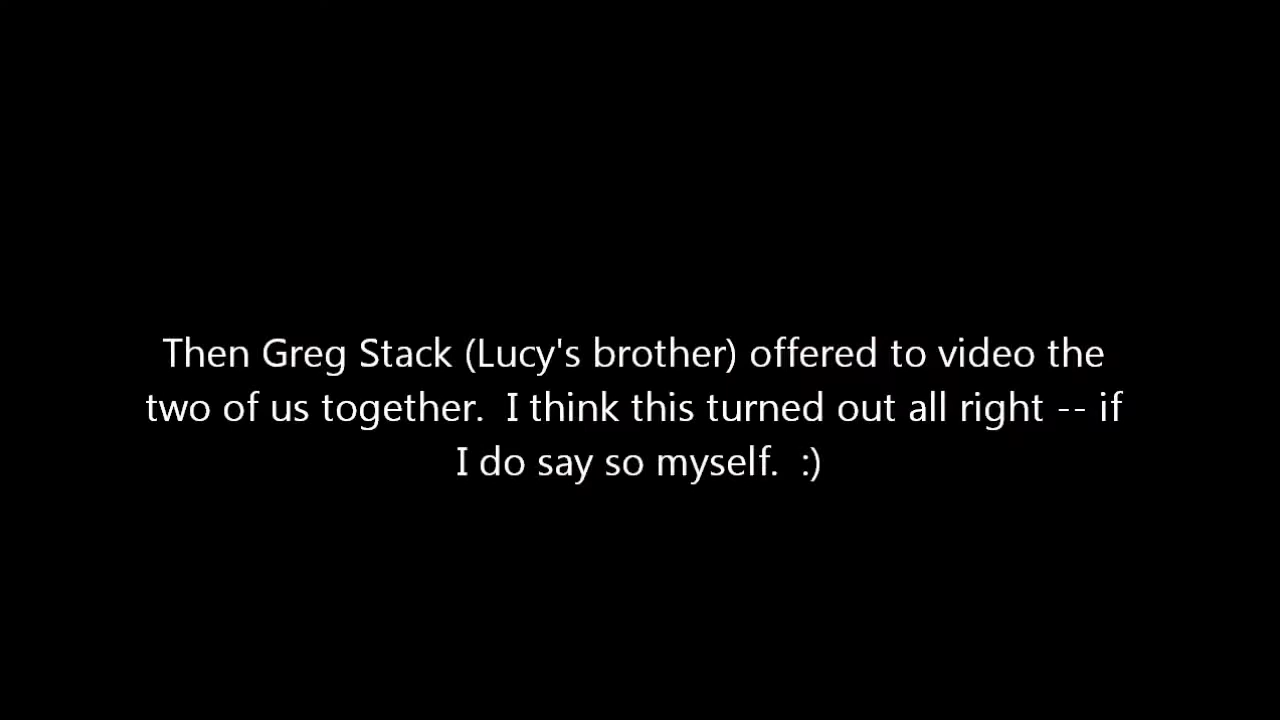 Then Greg Stack (Lucy's brother) offered to video the
two of us together.  I think this turned out all right -- if
I do say so myself.  :)